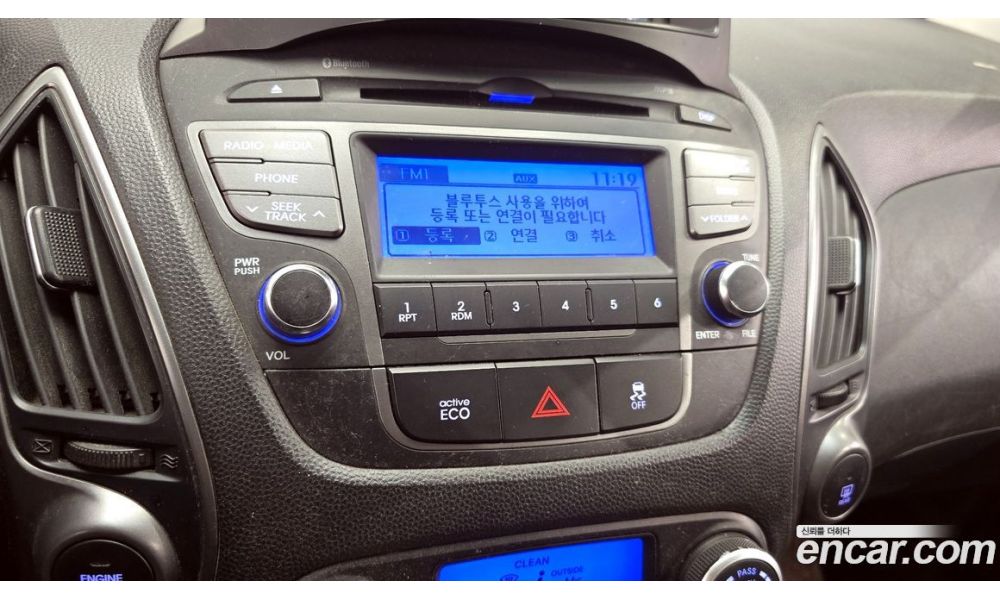 Bluetooth
DISP
RADIO MEDIA
PHONE
SEEK
TRACK
FM1 AUX 11:19
블루투스 사용을 위하여
등록 또는 연결이 필요합니다
① 등록 ② 연결 ③ 취소
FOLDER
PWR
PUSH
VOL
TUNE
ENTER FILE
1 RPT 2 RDM 3 4 5 6
active
ECO
OFF
ENGINE
CLEAN
OUTSIDE
PASS
신뢰를 더하다
encar.com